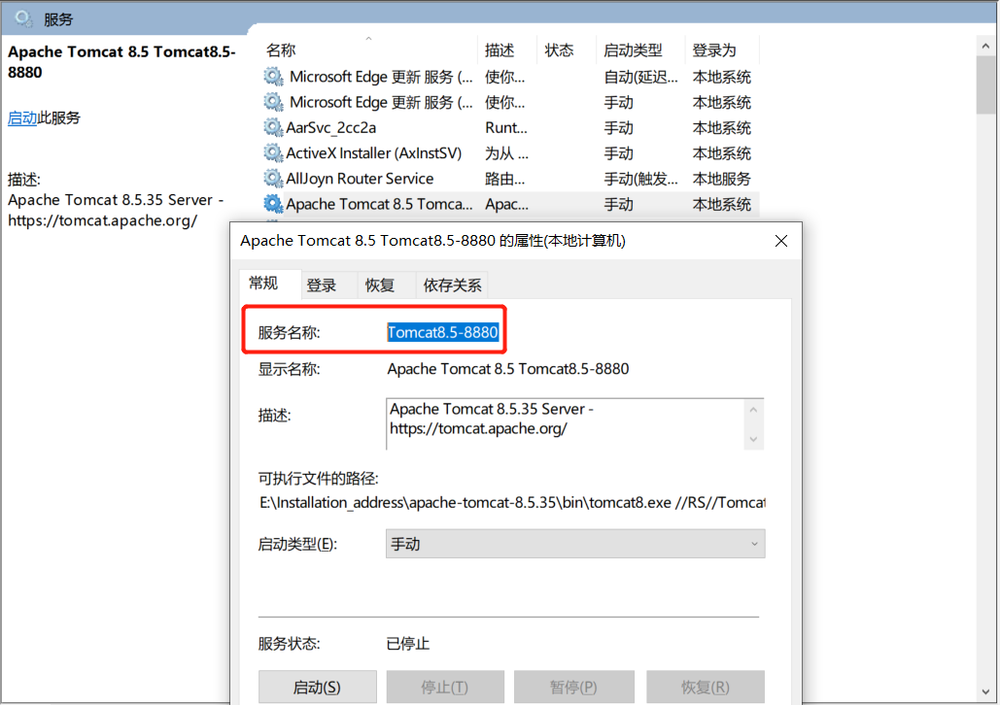 服务
Apache Tomcat 8.5 Tomcat8.5-
8880
启动此服务
描述:
Apache Tomcat 8.5.35 Server -
https://tomcat.apache.org/
名称 描述 状态 启动类型 登录为
Microsoft Edge 更新 服务 (... 使你... 自动(延迟... 本地系统
Microsoft Edge 更新 服务 (... 使你... 手动 本地系统
AarSvc_2cc2a Runt... 手动 本地系统
ActiveX Installer (AxInstSV) 为从 ... 手动 本地系统
AllJoyn Router Service 路由... 手动(触发... 本地服务
Apache Tomcat 8.5 Tomca... Apac... 手动 本地系统
Apache Tomcat 8.5 Tomcat8.5-8880 的属性(本地计算机)
常规 登录 恢复 依存关系
服务名称: Tomcat8.5-8880
显示名称: Apache Tomcat 8.5 Tomcat8.5-8880
描述: Apache Tomcat 8.5.35 Server -
https://tomcat.apache.org/
可执行文件的路径:
E:\Installation_address\apache-tomcat-8.5.35\bin\tomcat8.exe //RS//Tomcat
启动类型(E): 手动
服务状态: 已停止
启动(S) 停止(T) 暂停(P) 恢复(R)